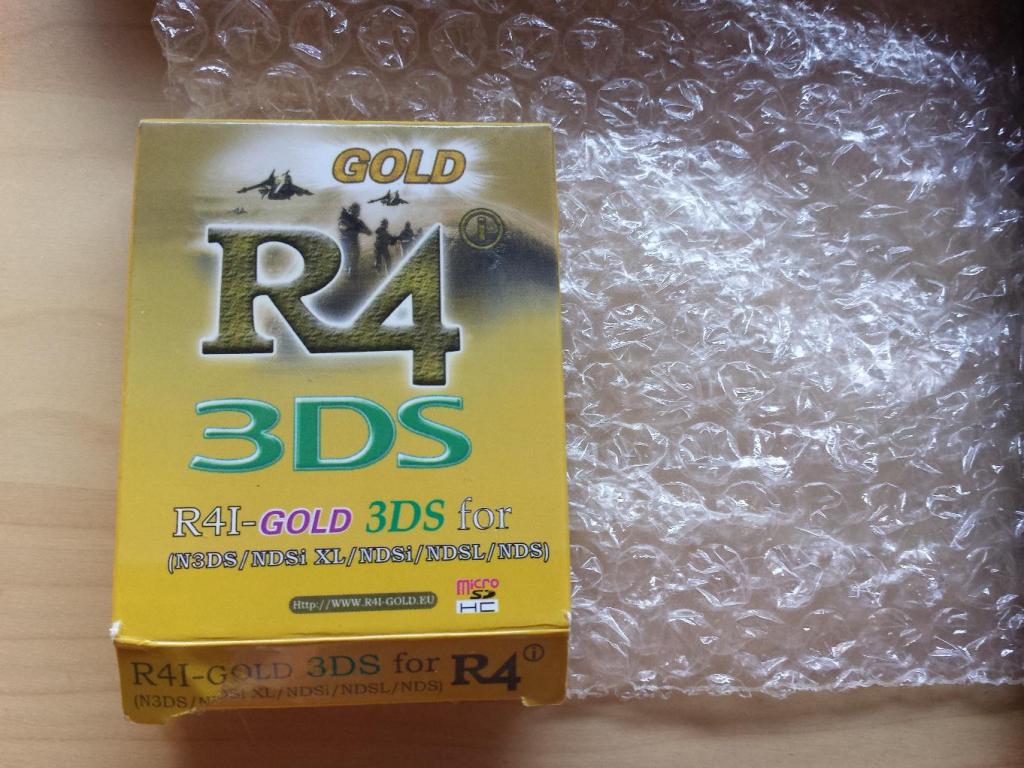 GOLD
R4 i
3DS
R4I-GOLD 3DS for
(N3DS/NDSi XL/NDSi/NDSL/NDS)
Http://WWW.R4I-GOLD.EU
micro
SD
HC
R4I-GOLD 3DS for R4 i
(N3DS/NDSi XL/NDSi/NDSL/NDS)